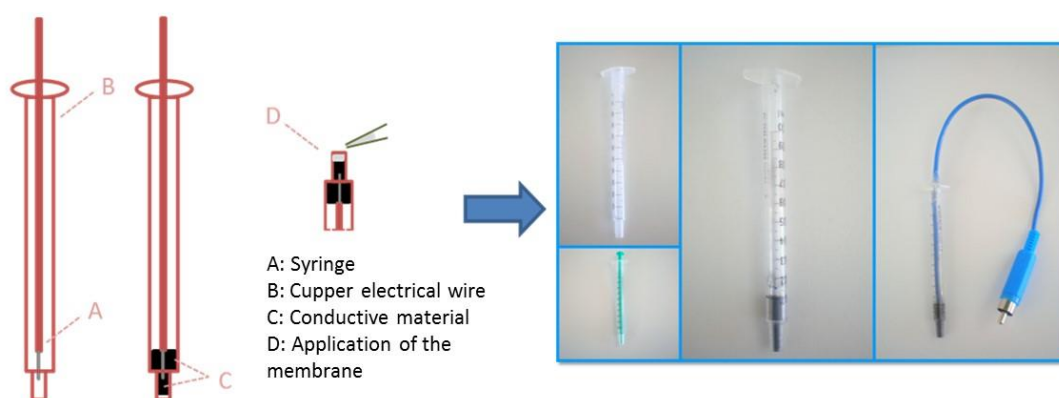 B
D
A
C
A: Syringe
B: Cupper electrical wire
C: Conductive material
D: Application of the
membrane